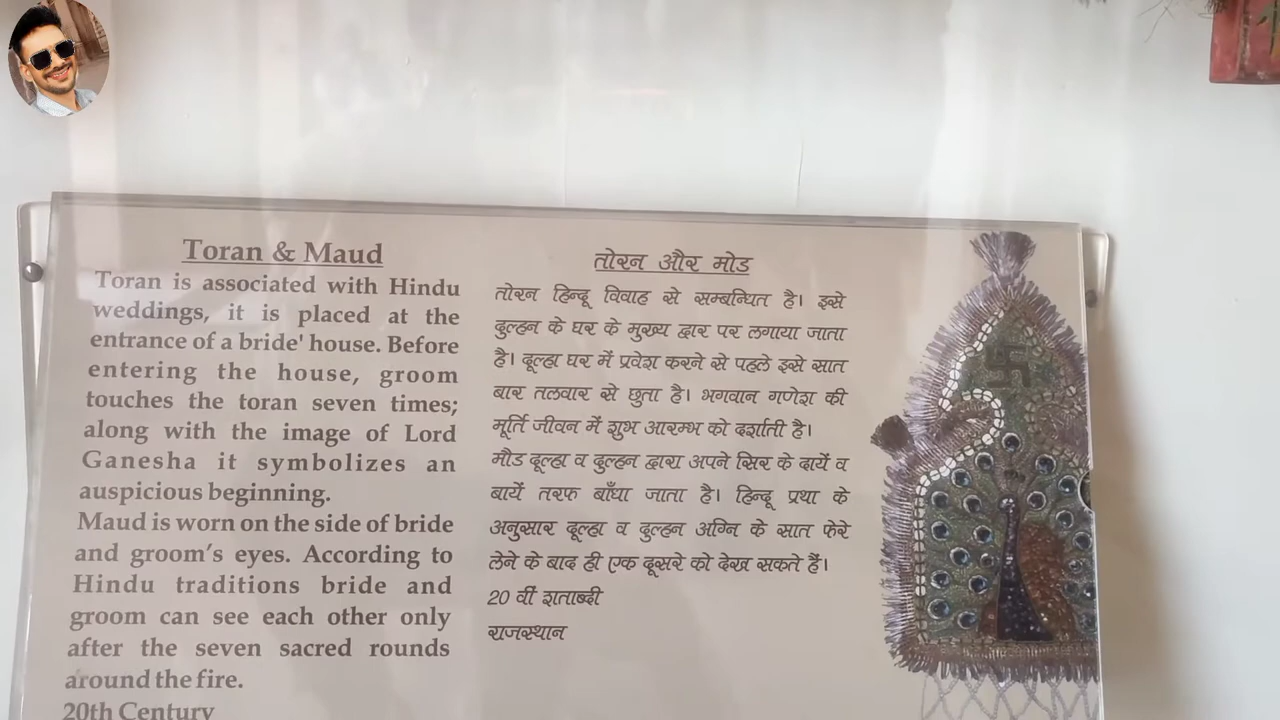 Toran & Maud
Toran is associated with Hindu
weddings, it is placed at the
entrance of a bride' house. Before
entering the house, groom
touches the toran seven times;
along with the image of Lord
Ganesha it symbolizes an
auspicious beginning.
Maud is worn on the side of bride
and groom's eyes. According to
Hindu traditions bride and
groom can see each other only
after the seven sacred rounds
around the fire.
20th Century
तोरन और मोड
तोरन हिन्दू विवाह से सम्बन्धित है। इसे
दुल्हन के घर के मुख्य द्वार पर लगाया जाता
है। दूल्हा घर में प्रवेश करने से पहले इसे सात
बार तलवार से छुता है। भगवान गणेश की
मूर्ति जीवन में शुभ आरम्भ को दर्शाती है।
मौड दूल्हा व दुल्हन द्वारा अपने सिर के दायें व
बायें तरफ बाँधा जाता है। हिन्दू प्रथा के
अनुसार दूल्हा व दुल्हन अग्नि के सात फेरे
लेने के बाद ही एक दूसरे को देख सकते हैं।
20 वीं शताब्दी
राजस्थान